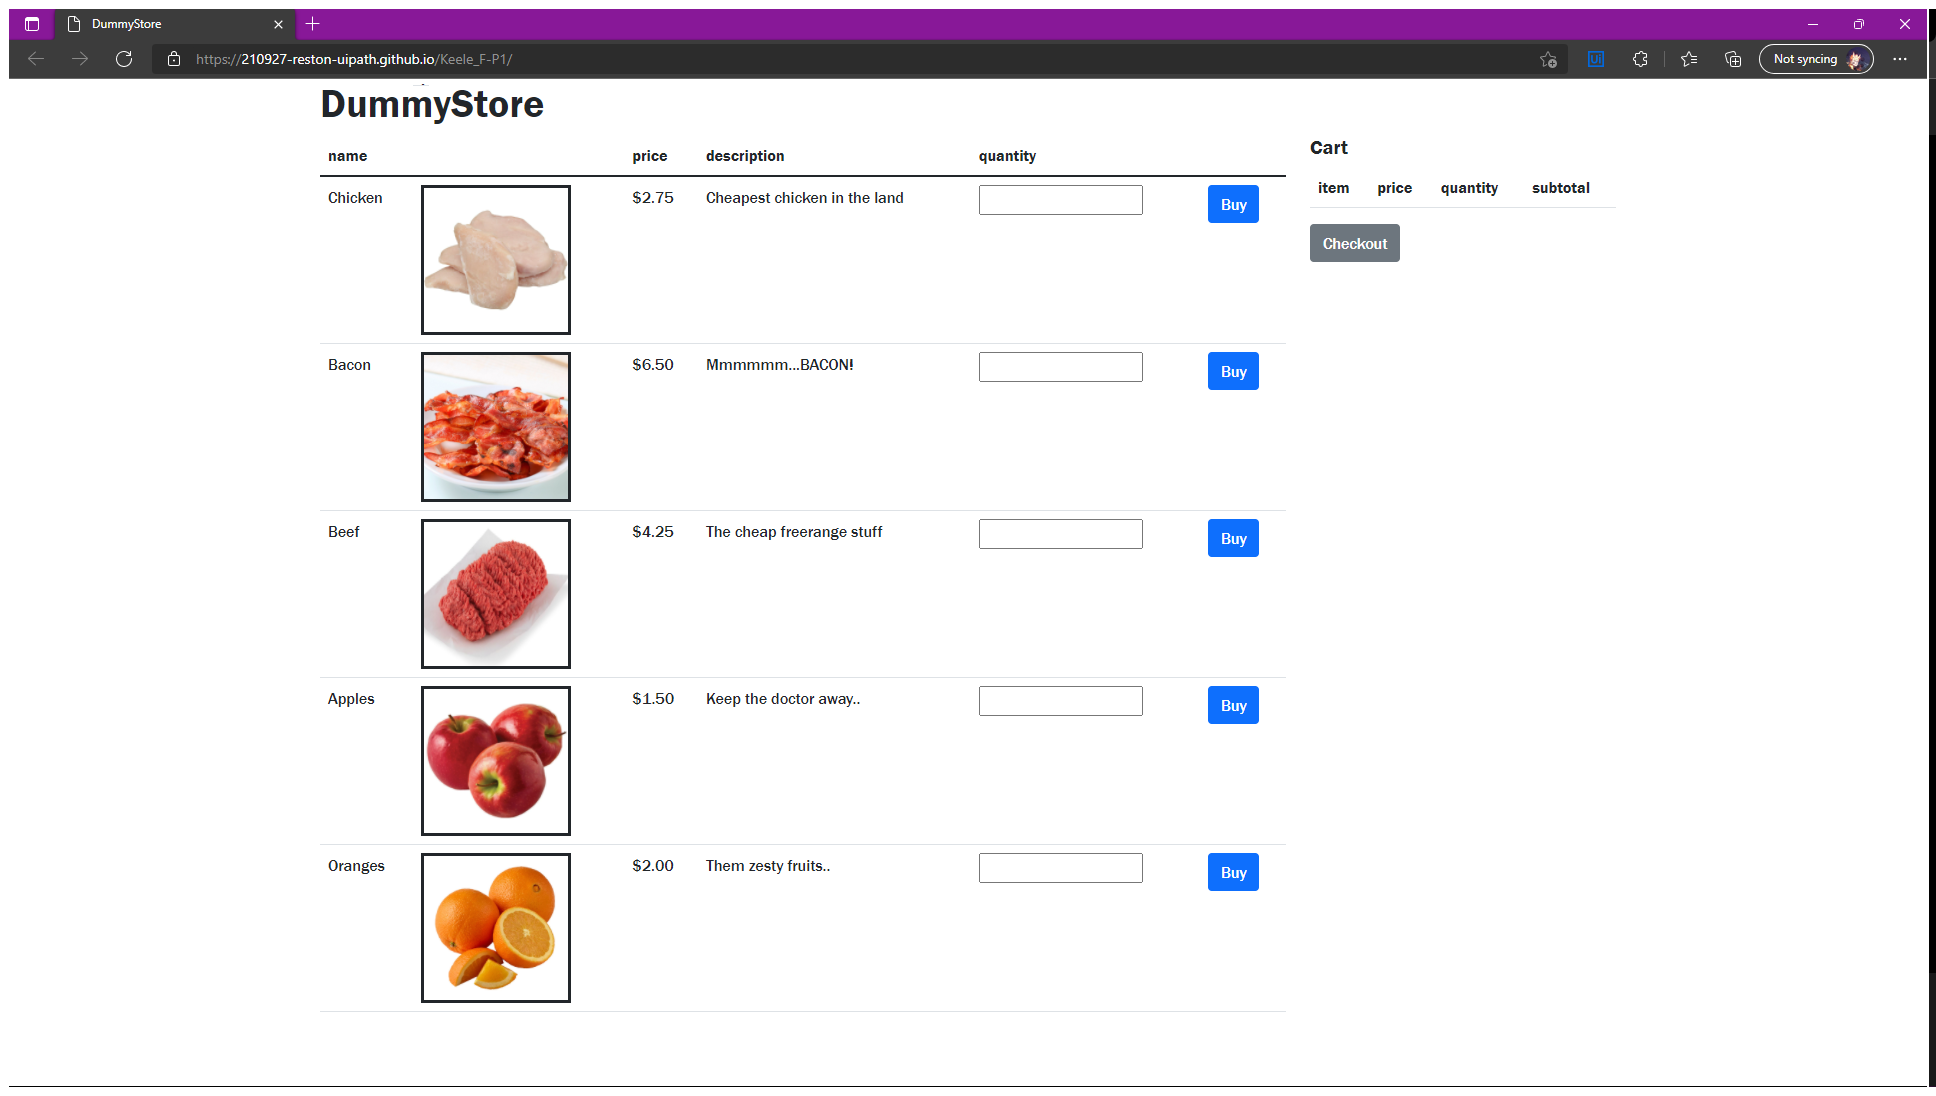 DummyStore
https://210927-reston-uipath.github.io/Keele_F-P1/
Ui
Not syncing
DummyStore
name price description quantity
Chicken $2.75 Cheapest chicken in the land Buy
Bacon $6.50 Mmmmmm...BACON! Buy
Beef $4.25 The cheap freerange stuff Buy
Apples $1.50 Keep the doctor away.. Buy
Oranges $2.00 Them zesty fruits.. Buy
Cart
item price quantity subtotal
Checkout